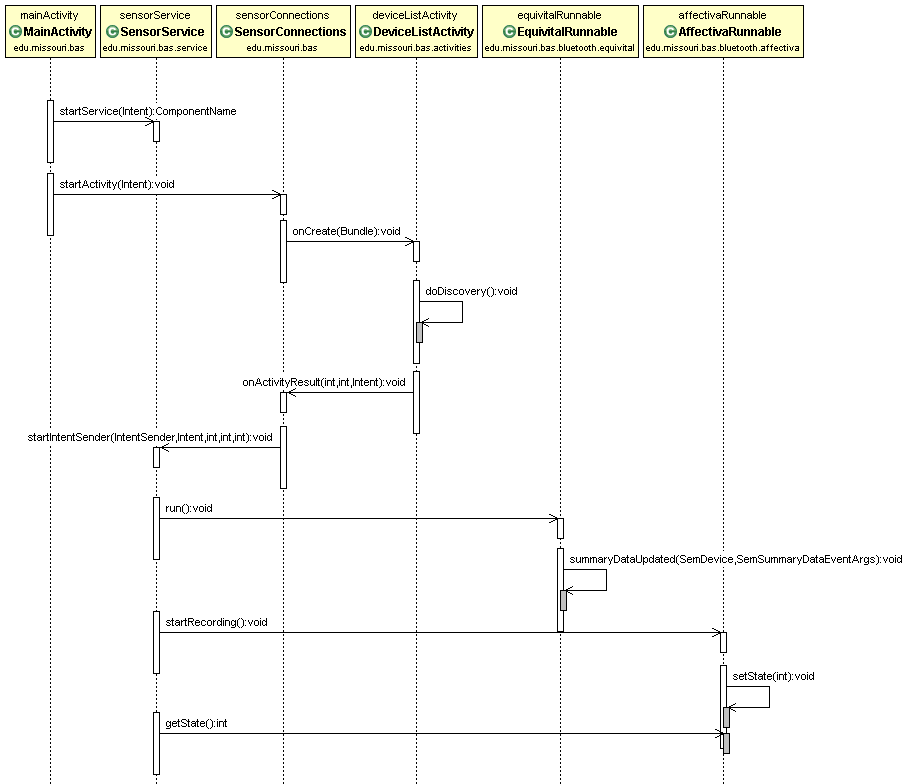 mainActivity
MainActivity
edu.missouri.bas
sensorService
SensorService
edu.missouri.bas.service
sensorConnections
SensorConnections
edu.missouri.bas
deviceListActivity
DeviceListActivity
edu.missouri.bas.activities
equivitalRunnable
EquivitalRunnable
edu.missouri.bas.bluetooth.equivital
affectivaRunnable
AffectivaRunnable
edu.missouri.bas.bluetooth.affectiva
startService(Intent):ComponentName
startActivity(Intent):void
onCreate(Bundle):void
doDiscovery():void
onActivityResult(int,int,Intent):void
startIntentSender(IntentSender,Intent,int,int,int):void
run():void
summaryDataUpdated(SemDevice,SemSummaryDataEventArgs):void
startRecording():void
setState(int):void
getState():int